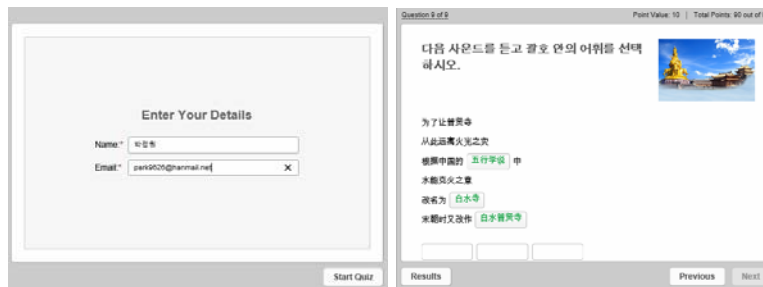 Enter Your Details
Name:*
Email:* park9626@hanmail.net
Start Quiz
Question 9 of 9
Point Value: 10 | Total Points: 90 out of
다음 사운드를 듣고 괄호 안의 어휘를 선택
하시오.
为了让普贤寺
从此远离火光之灾
根据中国的 五行学说 中
水能克火之意
改名为 白水寺
宋朝时又改作 白水普贤寺
Results
Previous
Next